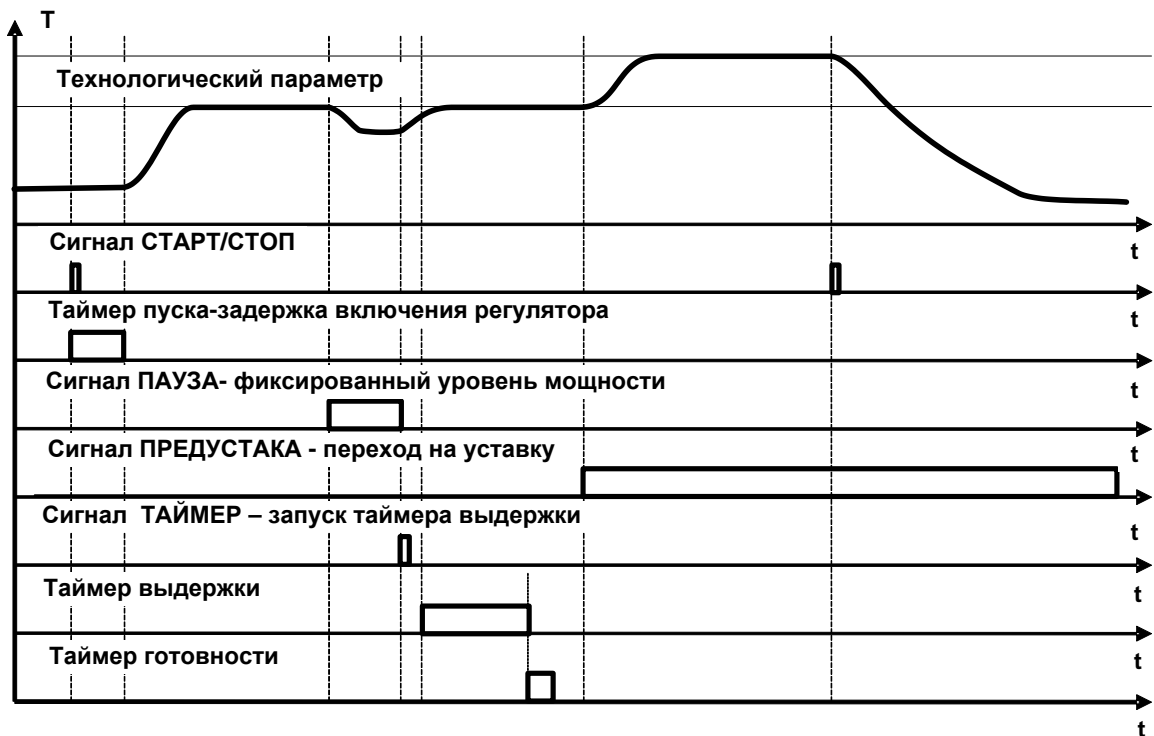 T
Технологический параметр
t
Сигнал СТАРТ/СТОП
t
Таймер пуска-задержка включения регулятора
t
Сигнал ПАУЗА- фиксированный уровень мощности
t
Сигнал ПРЕДУСТАКА - переход на уставку
t
Сигнал ТАЙМЕР – запуск таймера выдержки
t
Таймер выдержки
t
Таймер готовности
t
t